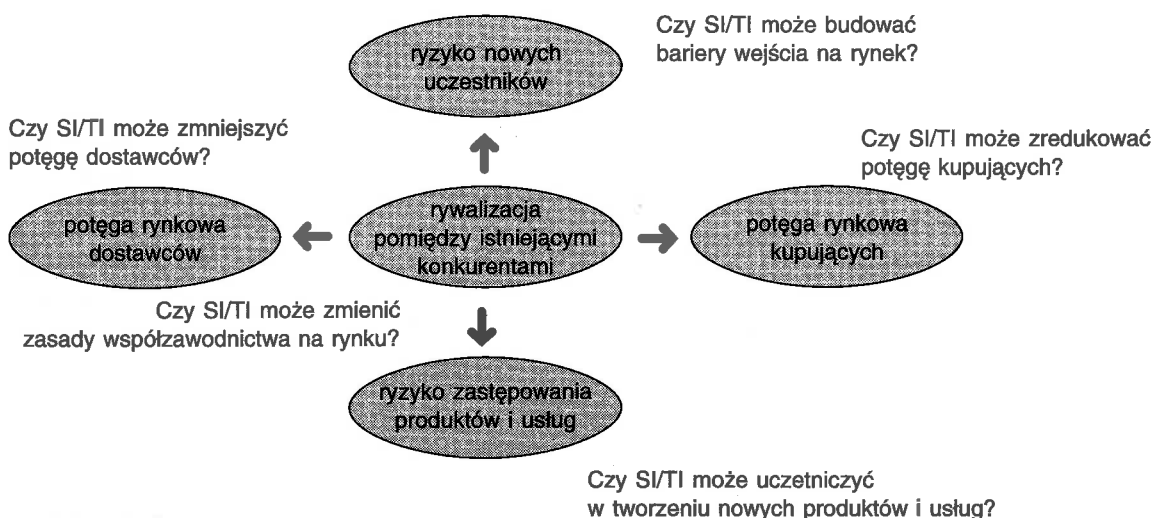 Czy SI/TI może budować
bariery wejścia na rynek?
ryzyko nowych
uczestników
Czy SI/TI może zmniejszyć
potęgę dostawców?
Czy SI/TI może zredukować
potęgę kupujących?
potęga rynkowa
dostawców
rywalizacja
pomiędzy istniejącymi
konkurentami
potęga rynkowa
kupujących
Czy SI/TI może zmienić
zasady współzawodnictwa na rynku?
ryzyko zastępowania
produktów i usług
Czy SI/TI może uczetniczyć
w tworzeniu nowych produktów i usług?